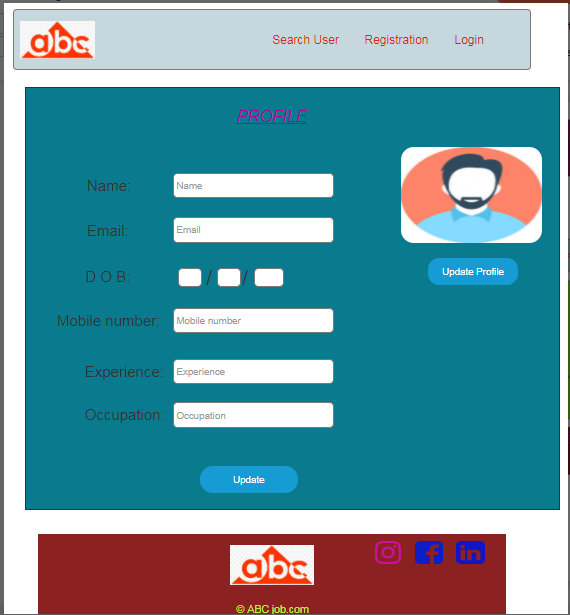 abc
Search User Registration Login
PROFILE
Name: Name
Email: Email
Update Profile
D O B: / /
Mobile number: Mobile number
Experience: Experience
Occupation: Occupation
Update
abc
in
© ABC job.com